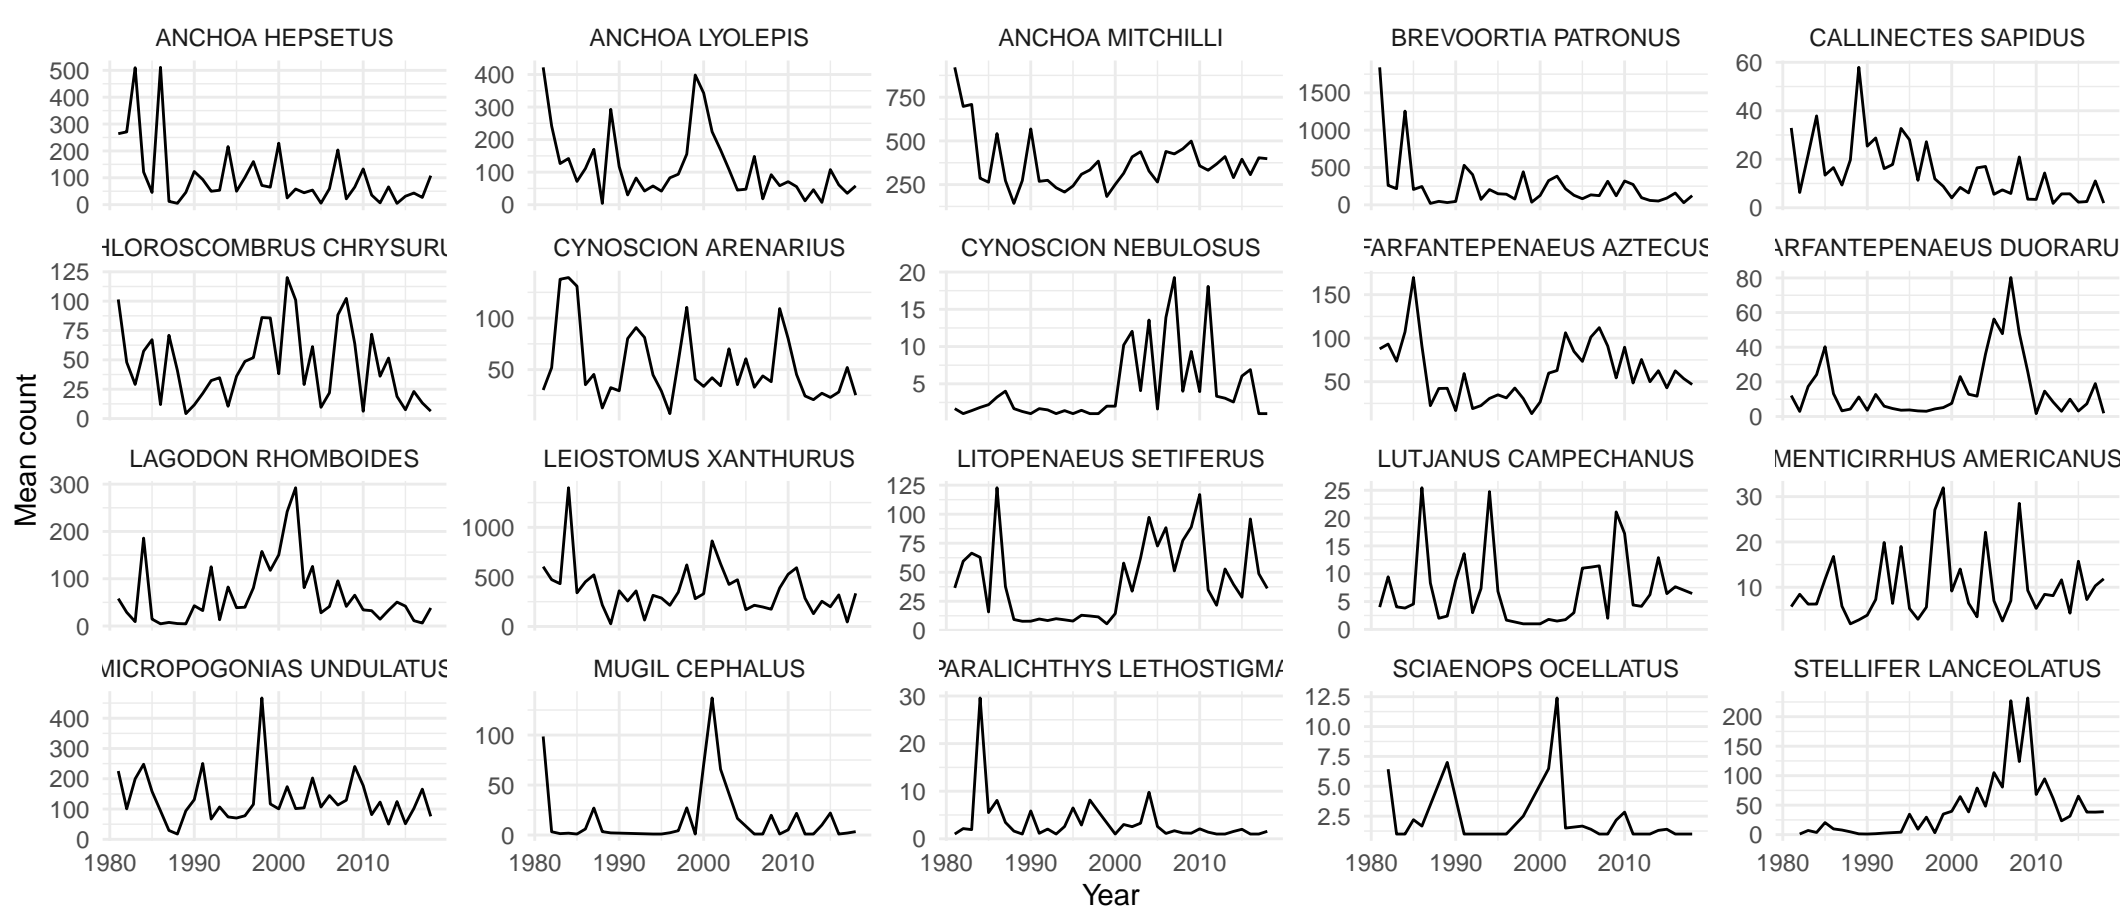 ANCHOA HEPSETUS ANCHOA LYOLEPIS ANCHOA MITCHILLI BREVOORTIA PATRONUS CALLINECTES SAPIDUS
500 400 300 200 100 0
400 300 200 100 0
750 500 250
1500 1000 500 0
60 40 20 0
HLOROSCOMBRUS CHRYSURU CYNOSCION ARENARIUS CYNOSCION NEBULOSUS FARFANTEPENAEUS AZTECUS ARFANTEPENAEUS DUORARU
125 100 75 50 25 0
100 50
20 15 10 5
150 100 50
80 60 40 20 0
Mean count
LAGODON RHOMBOIDES LEIOSTOMUS XANTHURUS LITOPENAEUS SETIFERUS LUTJANUS CAMPECHANUS MENTICIRRHUS AMERICANUS
300 200 100 0
1000 500 0
125 100 75 50 25 0
25 20 15 10 5 0
30 20 10
MICROPOGONIAS UNDULATUS MUGIL CEPHALUS PARALICHTHYS LETHOSTIGMA SCIAENOPS OCELLATUS STELLIFER LANCEOLATUS
400 300 200 100 0
100 50 0
30 20 10 0
12.5 10.0 7.5 5.0 2.5
200 150 100 50 0
1980 1990 2000 2010 1980 1990 2000 2010 1980 1990 2000 2010 1980 1990 2000 2010 1980 1990 2000 2010
Year